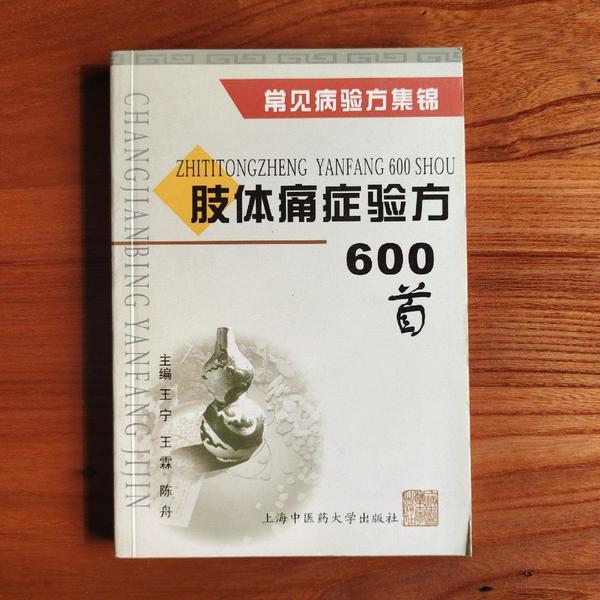 常见病验方集锦
ZHITITONGZHENG YANFANG 600 SHOU
肢体痛症验方
600
首
CHANGJIANBING YANFANG JIJIN
主编 王宁 王霖 陈舟
上海中医药大学出版社